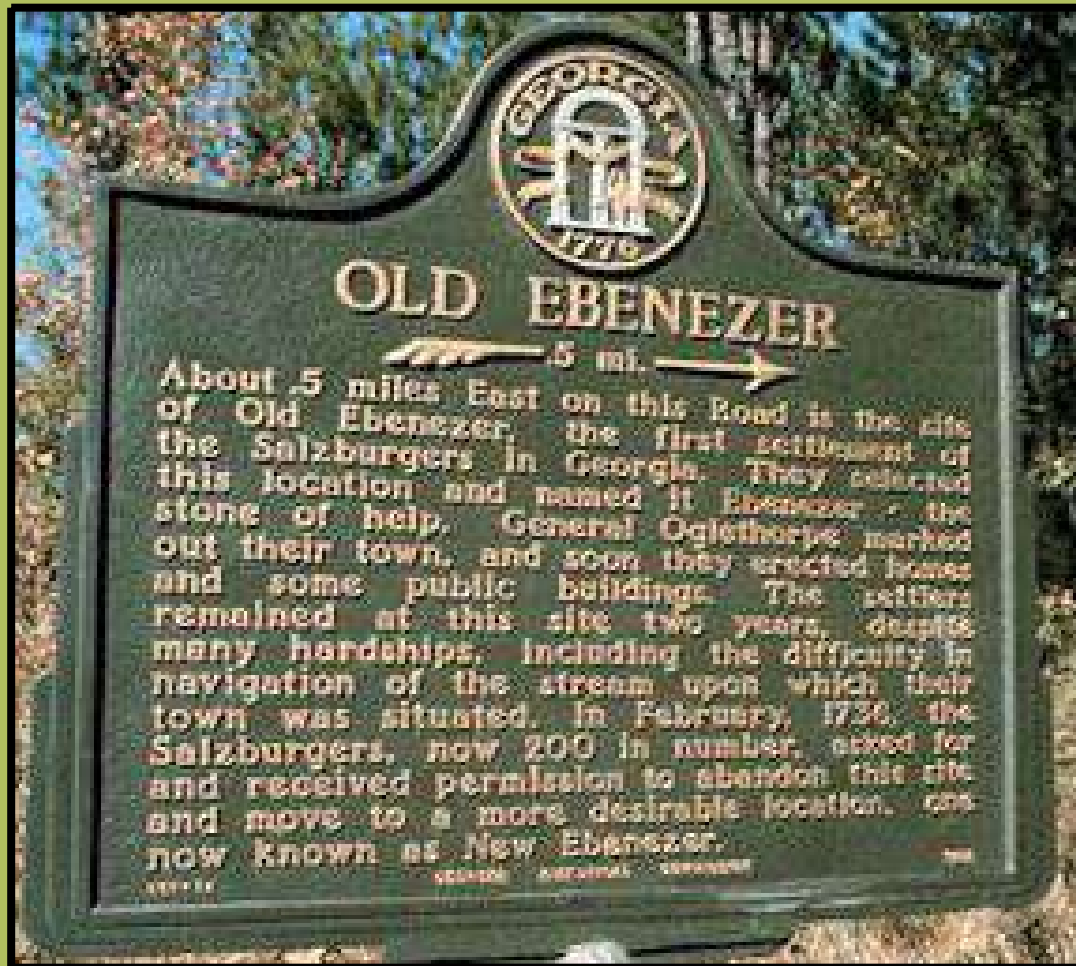 GEORGIA
1776
OLD EBENEZER
.5 mi.
About .5 miles East on this Road is the site
of Old Ebenezer, the first settlement of
the Salzburgers in Georgia. They selected
this location and named it Ebenezer - the
stone of help. General Oglethorpe marked
out their town, and soon they erected homes
and some public buildings. The settlers
remained at this site two years, despite
many hardships, including the difficulty in
navigation of the stream upon which their
town was situated. In February, 1736, the
Salzburgers, now 200 in number, asked for
and received permission to abandon this site
and move to a more desirable location, one
now known as New Ebenezer.